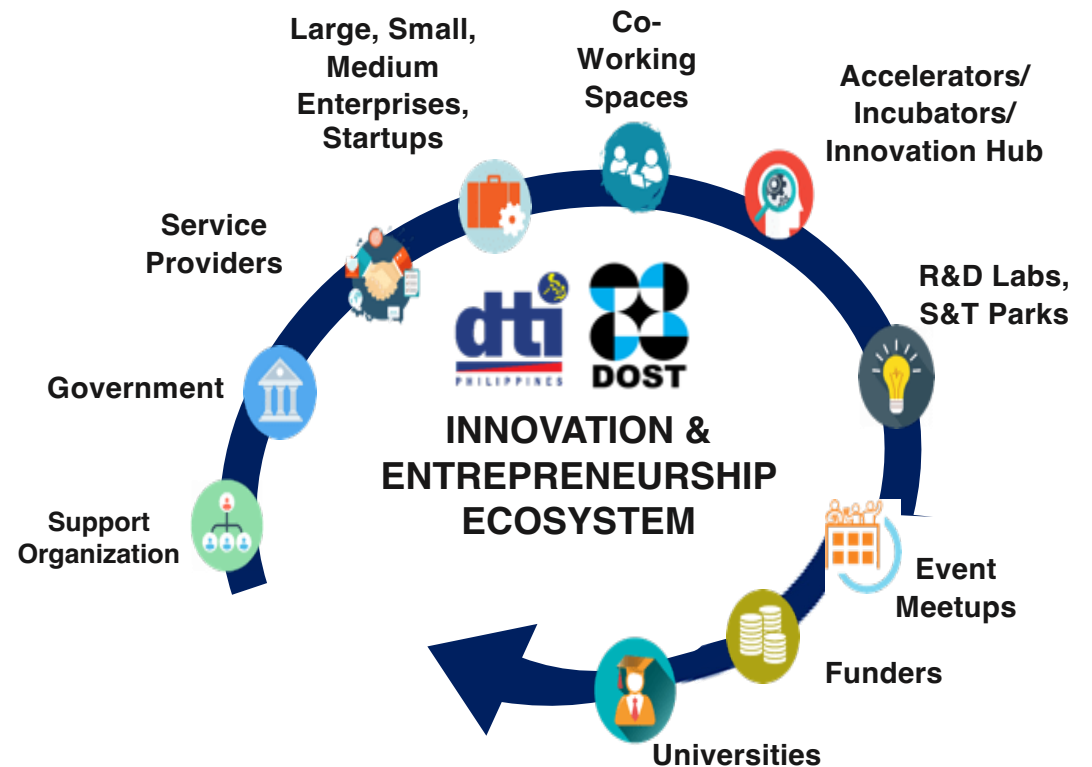 Large, Small,
Medium
Enterprises,
Startups
Co-
Working
Spaces
Accelerators/
Incubators/
Innovation Hub
Service
Providers
R&D Labs,
S&T Parks
Government
dti
PHILIPPINES
DOST
INNOVATION &
ENTREPRENEURSHIP
ECOSYSTEM
Support
Organization
Event
Meetups
Funders
Universities